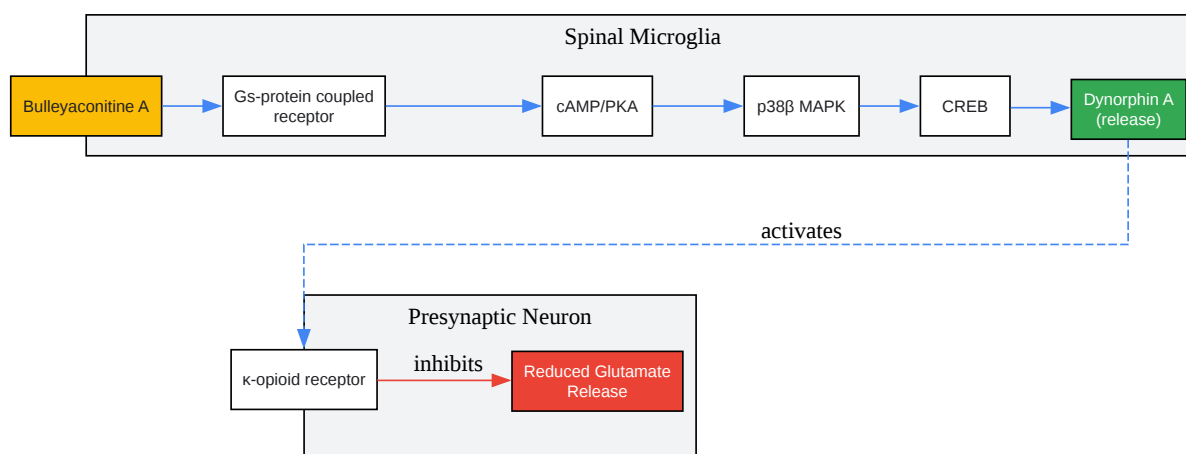 Spinal Microglia
Bulleyaconitine A
Gs-protein coupled
receptor
cAMP/PKA
p38β MAPK
CREB
Dynorphin A
(release)
activates
Presynaptic Neuron
κ-opioid receptor
inhibits
Reduced Glutamate
Release